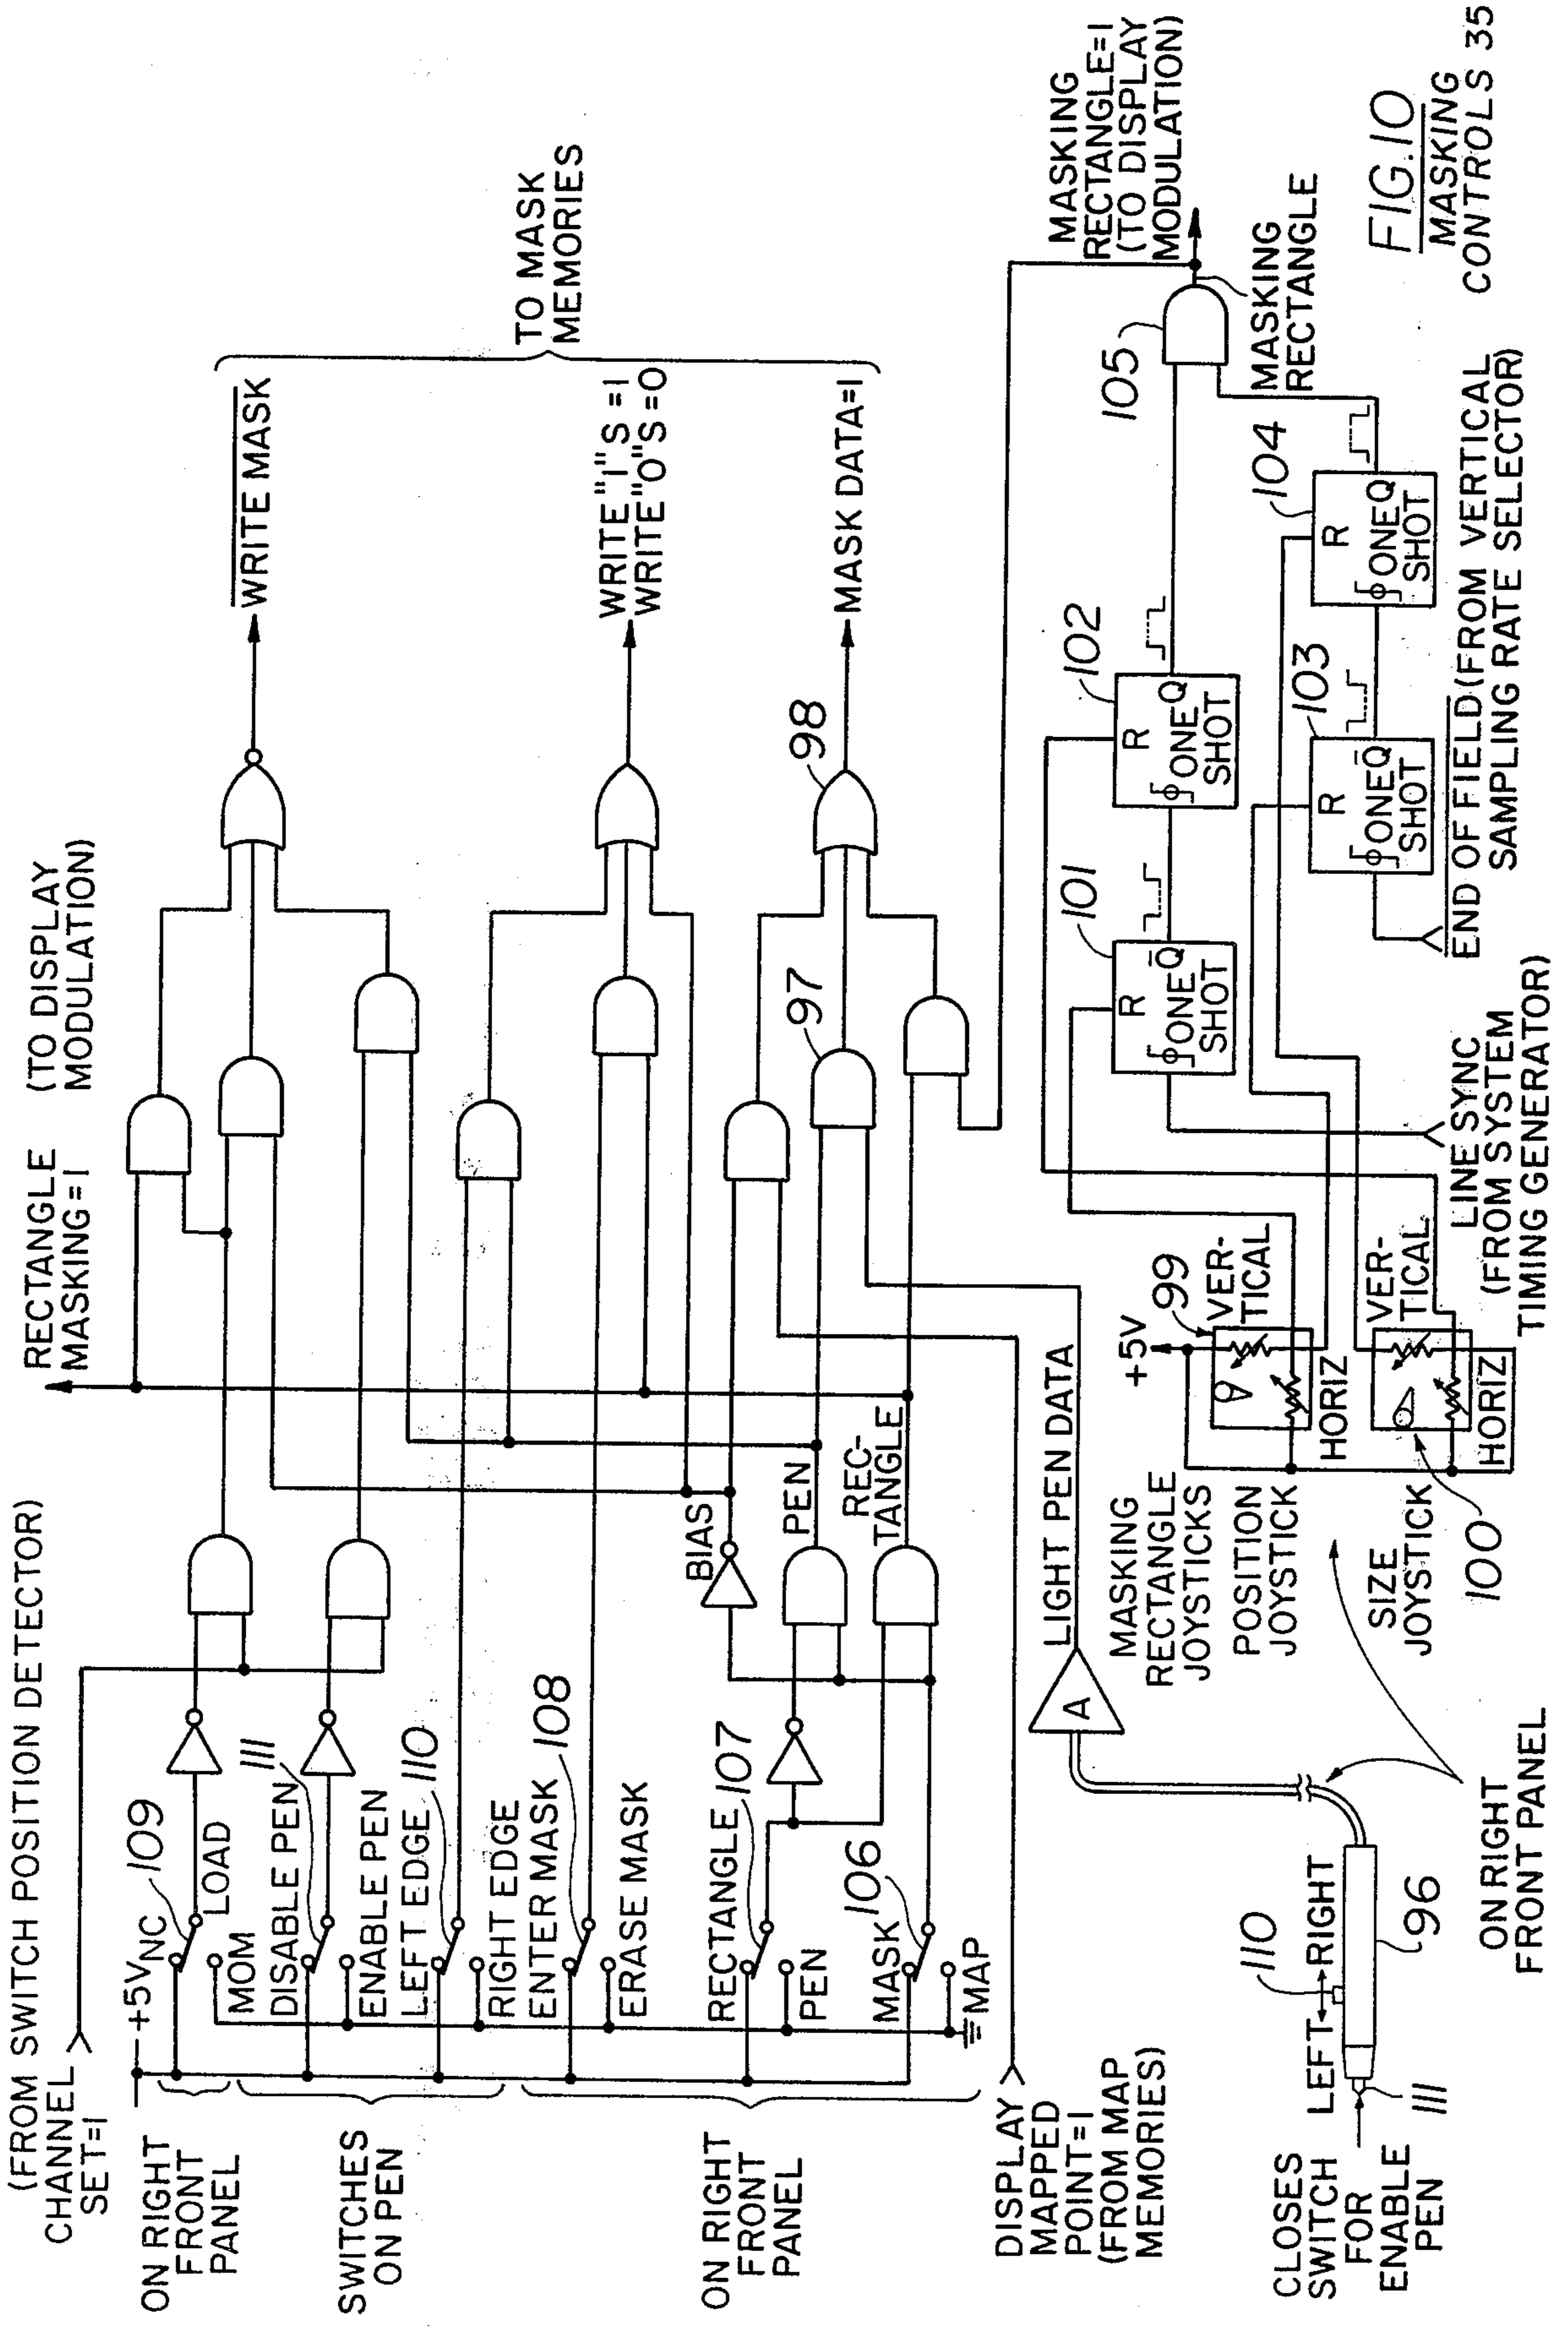 (FROM SWITCH POSITION DETECTOR)
CHANNEL
SET=1
RECTANGLE
MASKING=1
(TO DISPLAY
MODULATION)
ON RIGHT
FRONT
PANEL
+5V
NC
109
LOAD
MOM
SWITCHES
ON PEN
DISABLE PEN
111
ENABLE PEN
LEFT EDGE
110
RIGHT EDGE
ON RIGHT
FRONT
PANEL
ENTER MASK
108
ERASE MASK
RECTANGLE
107
PEN
MASK
106
MAP
BIAS
PEN
REC-
TANGLE
97
98
WRITE MASK
WRITE "1"S =1
WRITE "0"S =0
MASK DATA=1
TO MASK
MEMORIES
DISPLAY
MAPPED
POINT=1
(FROM MAP
MEMORIES)
A
LIGHT PEN DATA
CLOSES
SWITCH
FOR
ENABLE
PEN
LEFT
RIGHT
110
111
96
ON RIGHT
FRONT PANEL
MASKING
RECTANGLE
JOYSTICKS
POSITION
JOYSTICK
SIZE
JOYSTICK
100
+5V
99
VER-
TICAL
HORIZ
VER-
TICAL
HORIZ
LINE SYNC
(FROM SYSTEM
TIMING GENERATOR)
101
R
ONE Q̅
SHOT
102
R
ONE Q
SHOT
103
R
ONE Q̅
SHOT
104
R
ONE Q
SHOT
END OF FIELD (FROM VERTICAL
SAMPLING RATE SELECTOR)
105
MASKING
RECTANGLE
MASKING
RECTANGLE=1
(TO DISPLAY
MODULATION)
FIG.10
MASKING
CONTROLS 35